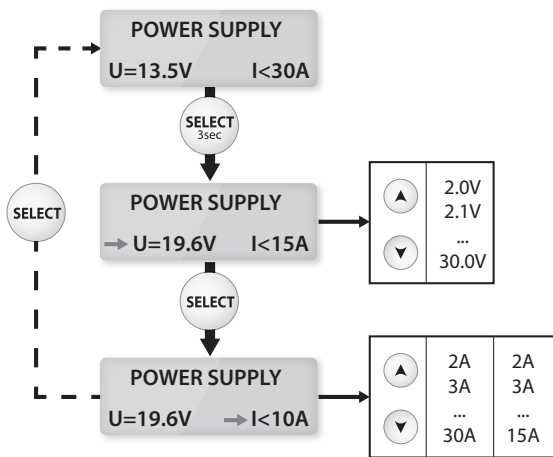 POWER SUPPLY
U=13.5V I<30A
SELECT
3sec
SELECT
POWER SUPPLY
U=19.6V I<15A
2.0V
2.1V
...
30.0V
SELECT
POWER SUPPLY
U=19.6V I<10A
2A 2A
3A 3A
... ...
30A 15A